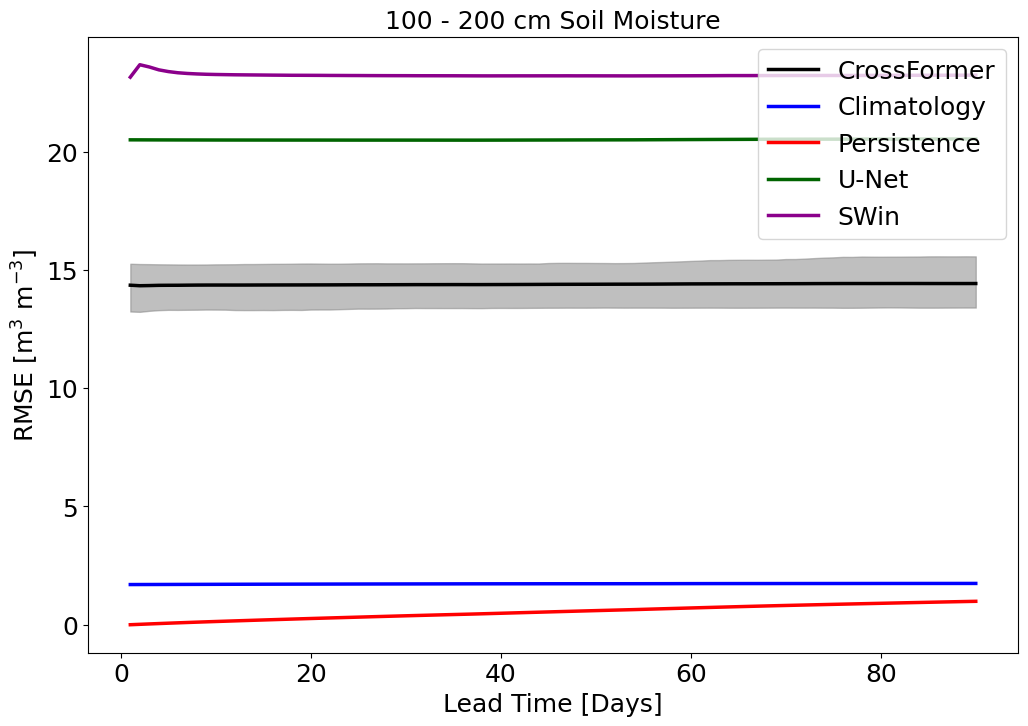 100 - 200 cm Soil Moisture
RMSE [m³ m⁻³]
20
15
10
5
0
0 20 40 60 80
Lead Time [Days]
CrossFormer
Climatology
Persistence
U-Net
SWin